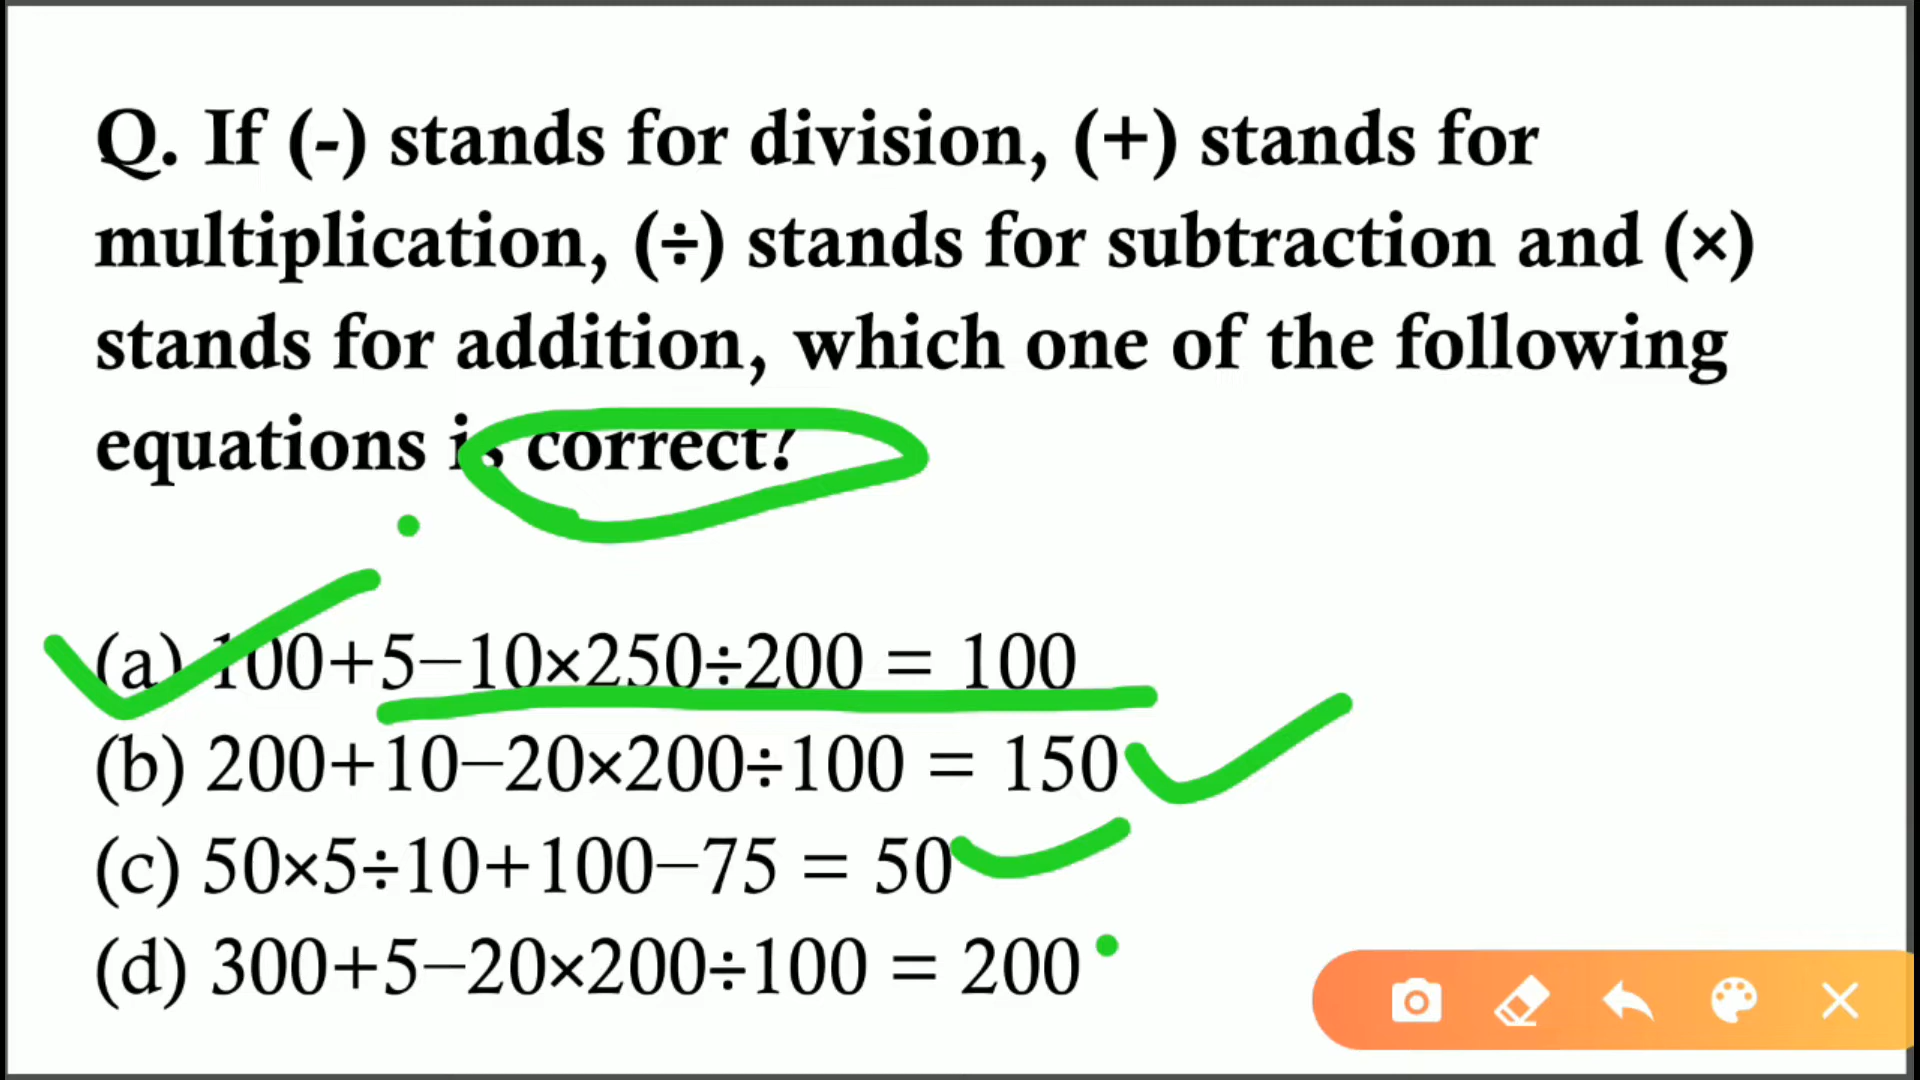 Q. If (-) stands for division, (+) stands for
multiplication, (÷) stands for subtraction and (×)
stands for addition, which one of the following
equations is correct?
(a) 100+5−10×250÷200 = 100
(b) 200+10−20×200÷100 = 150
(c) 50×5÷10+100−75 = 50
(d) 300+5−20×200÷100 = 200